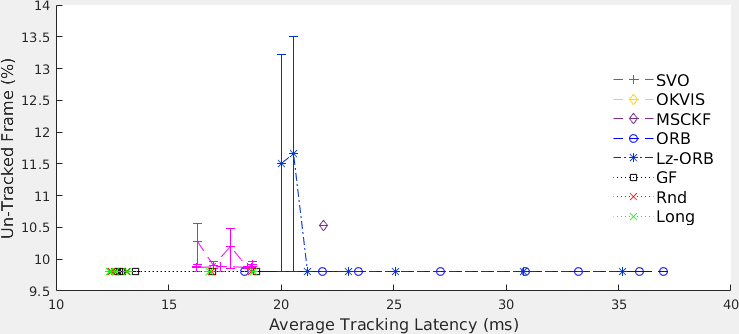 14
13.5
13
12.5
12
11.5
11
10.5
10
9.5
Un-Tracked Frame (%)
10 15 20 25 30 35 40
Average Tracking Latency (ms)
SVO
OKVIS
MSCKF
ORB
Lz-ORB
GF
Rnd
Long